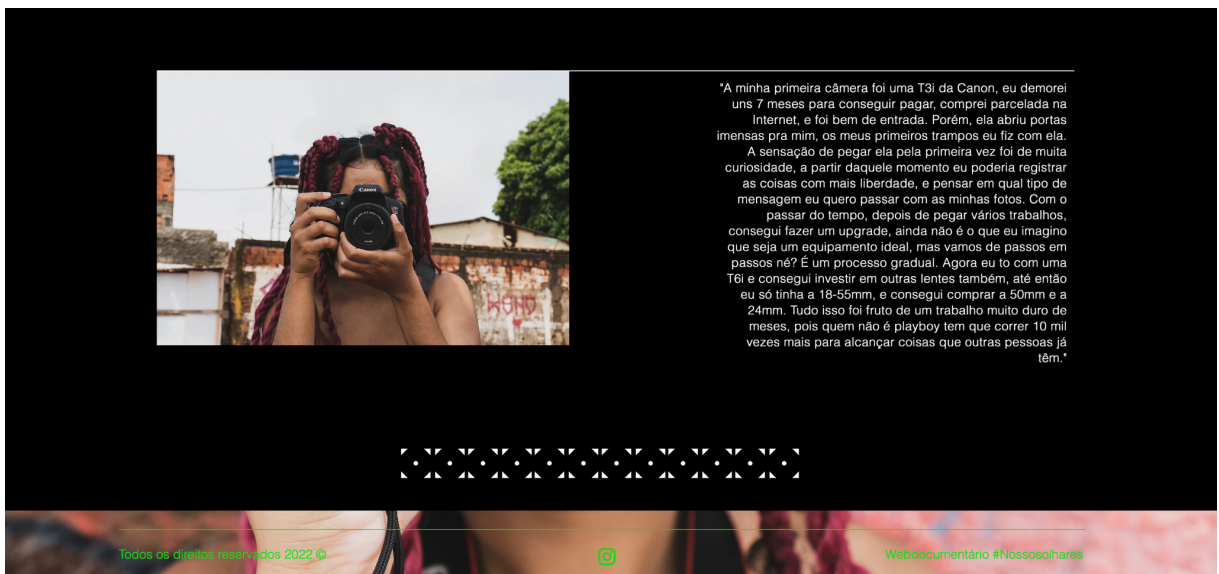 "A minha primeira câmera foi uma T3i da Canon, eu demorei
uns 7 meses para conseguir pagar, comprei parcelada na
Internet, e foi bem de entrada. Porém, ela abriu portas
imensas pra mim, os meus primeiros trampos eu fiz com ela.
A sensação de pegar ela pela primeira vez foi de muita
curiosidade, a partir daquele momento eu poderia registrar
as coisas com mais liberdade, e pensar em qual tipo de
mensagem eu quero passar com as minhas fotos. Com o
passar do tempo, depois de pegar vários trabalhos,
consegui fazer um upgrade, ainda não é o que eu imagino
que seja um equipamento ideal, mas vamos de passos em
passos né? É um processo gradual. Agora eu to com uma
T6i e consegui investir em outras lentes também, até então
eu só tinha a 18-55mm, e consegui comprar a 50mm e a
24mm. Tudo isso foi fruto de um trabalho muito duro de
meses, pois quem não é playboy tem que correr 10 mil
vezes mais para alcançar coisas que outras pessoas já
têm."
Canon
Todos os direitos reservados 2022 ©
Webdocumentário #Nossosolhares